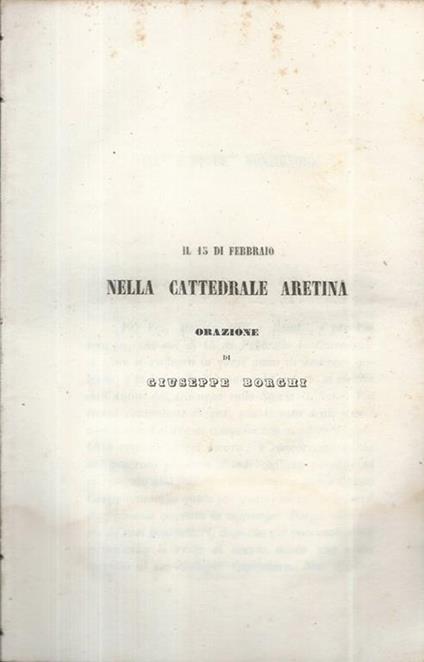 IL 15 DI FEBBRAIO
NELLA CATTEDRALE ARETINA
ORAZIONE
DI
GIUSEPPE BORGHI